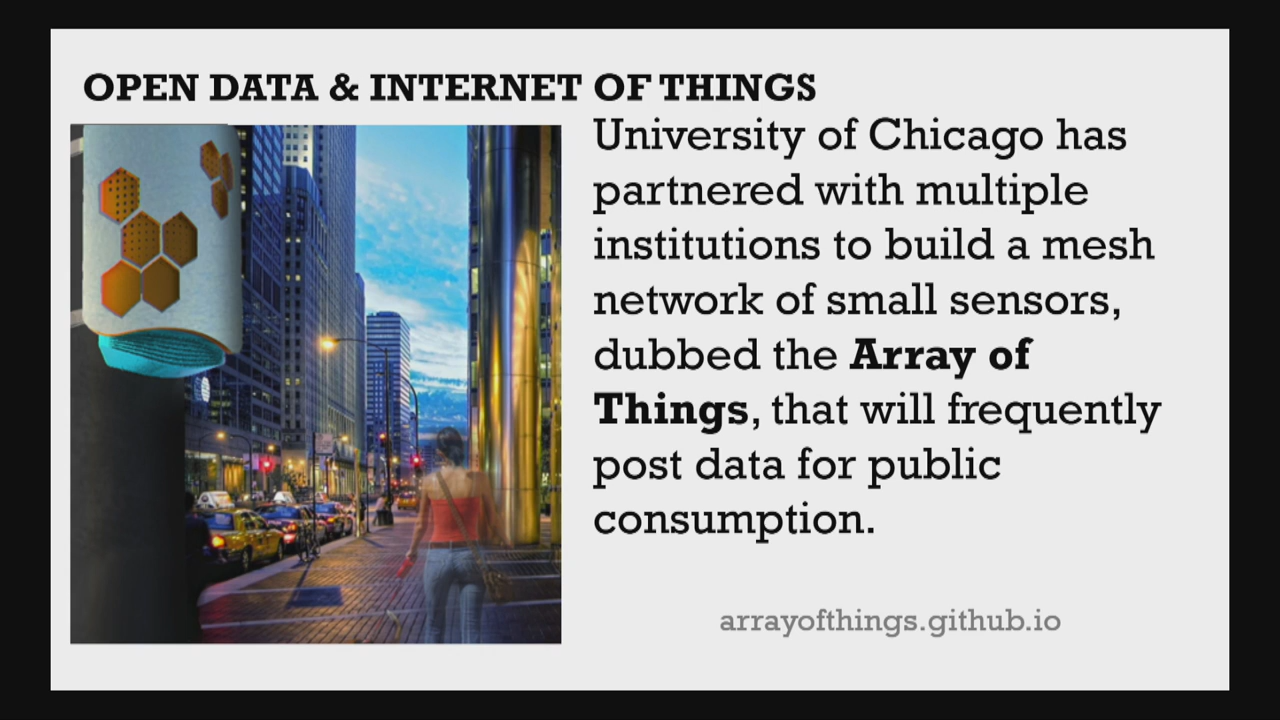 OPEN DATA & INTERNET OF THINGS
University of Chicago has
partnered with multiple
institutions to build a mesh
network of small sensors,
dubbed the Array of
Things, that will frequently
post data for public
consumption.
arrayofthings.github.io